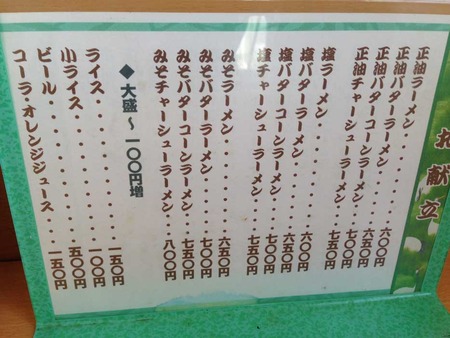 お献立
正油ラーメン・・・・・・六〇〇円
正油バターラーメン・・・・六五〇円
正油バターコーンラーメン・・七〇〇円
正油チャーシューラーメン・・七五〇円
塩ラーメン・・・・・・・六〇〇円
塩バターラーメン・・・・・六五〇円
塩バターコーンラーメン・・・七〇〇円
塩チャーシューラーメン・・・七五〇円
みそラーメン・・・・・・六五〇円
みそバターラーメン・・・・七〇〇円
みそバターコーンラーメン・・七五〇円
みそチャーシューラーメン・・八〇〇円
◆大盛〜一〇〇円増
ライス・・・・・・・・・一五〇円
小ライス・・・・・・・・一〇〇円
ビール・・・・・・・・・五〇〇円
コーラ・オレンジジュース・・・一五〇円